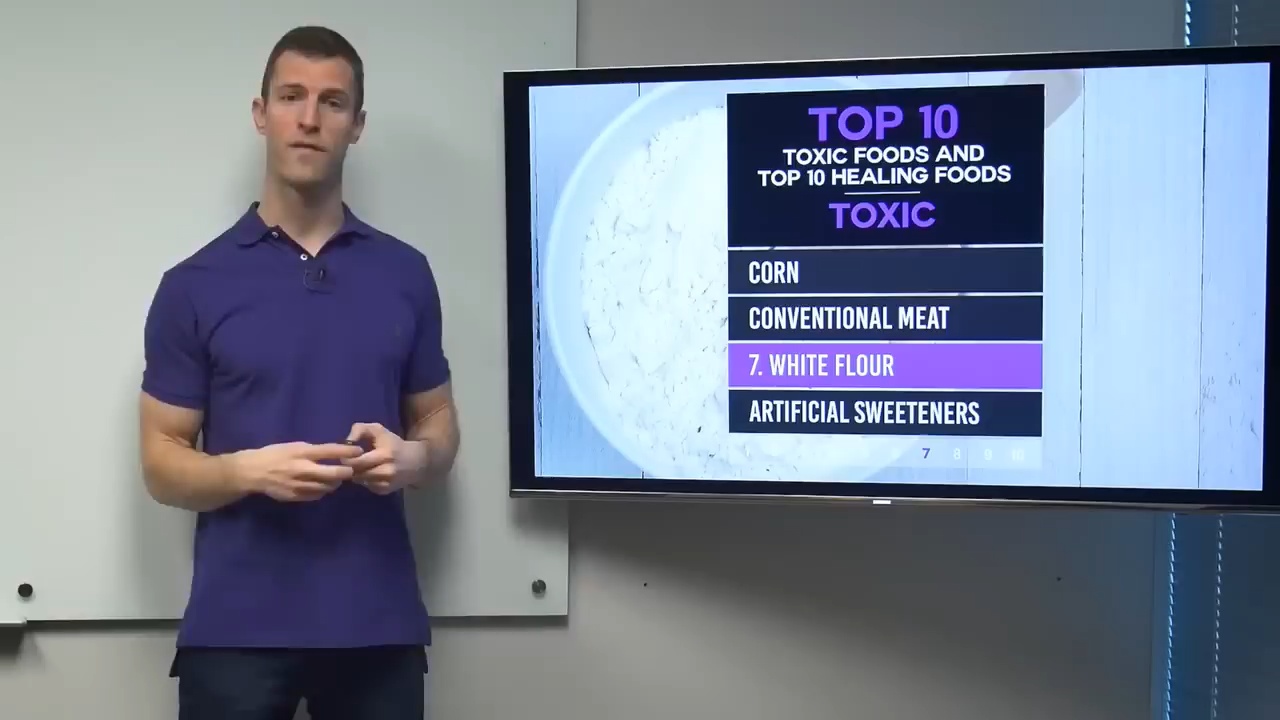 TOP 10
TOXIC FOODS AND
TOP 10 HEALING FOODS
TOXIC
CORN
CONVENTIONAL MEAT
7. WHITE FLOUR
ARTIFICIAL SWEETENERS
7 8 9 10